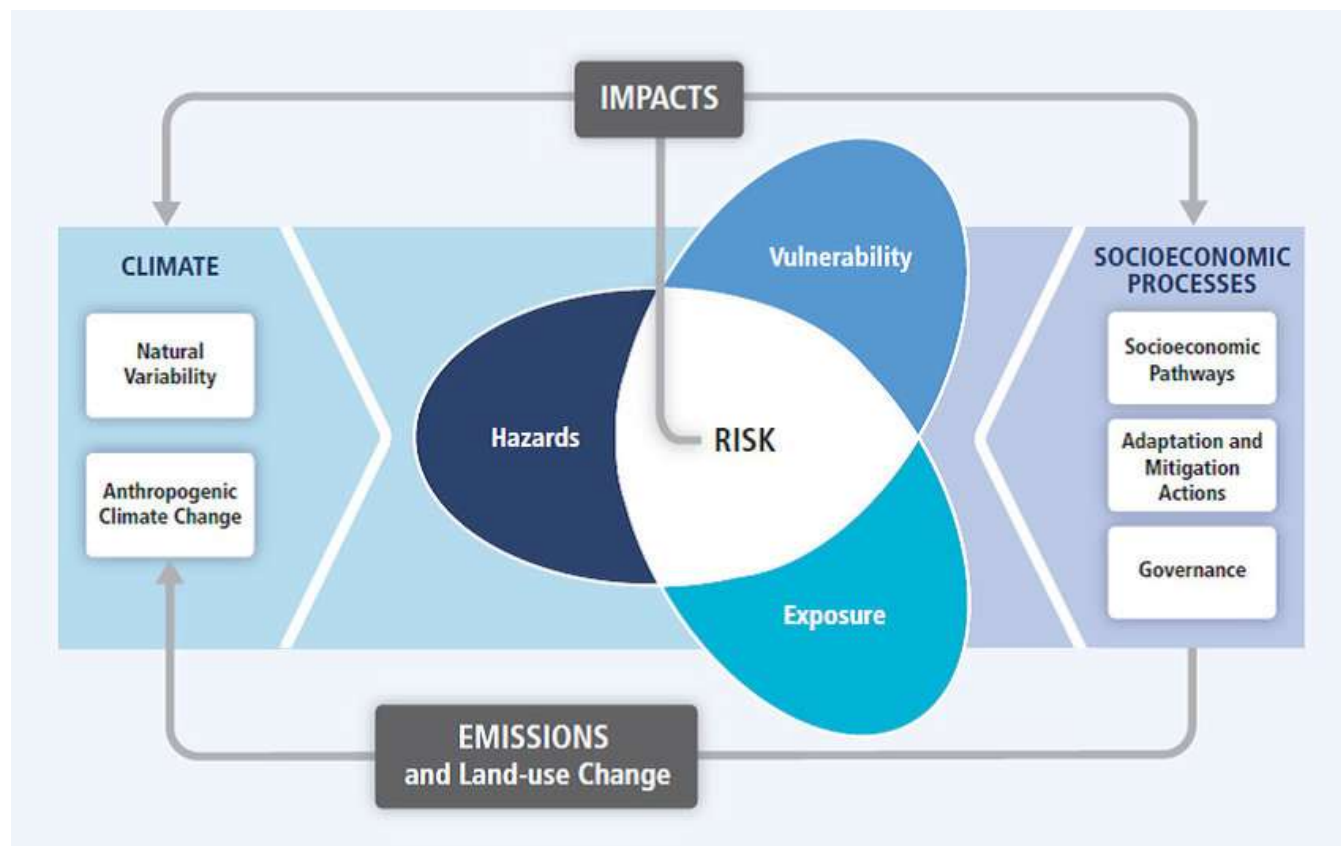 IMPACTS
CLIMATE
Natural
Variability
Anthropogenic
Climate Change
Vulnerability
Hazards
RISK
Exposure
SOCIOECONOMIC
PROCESSES
Socioeconomic
Pathways
Adaptation and
Mitigation
Actions
Governance
EMISSIONS
and Land-use Change